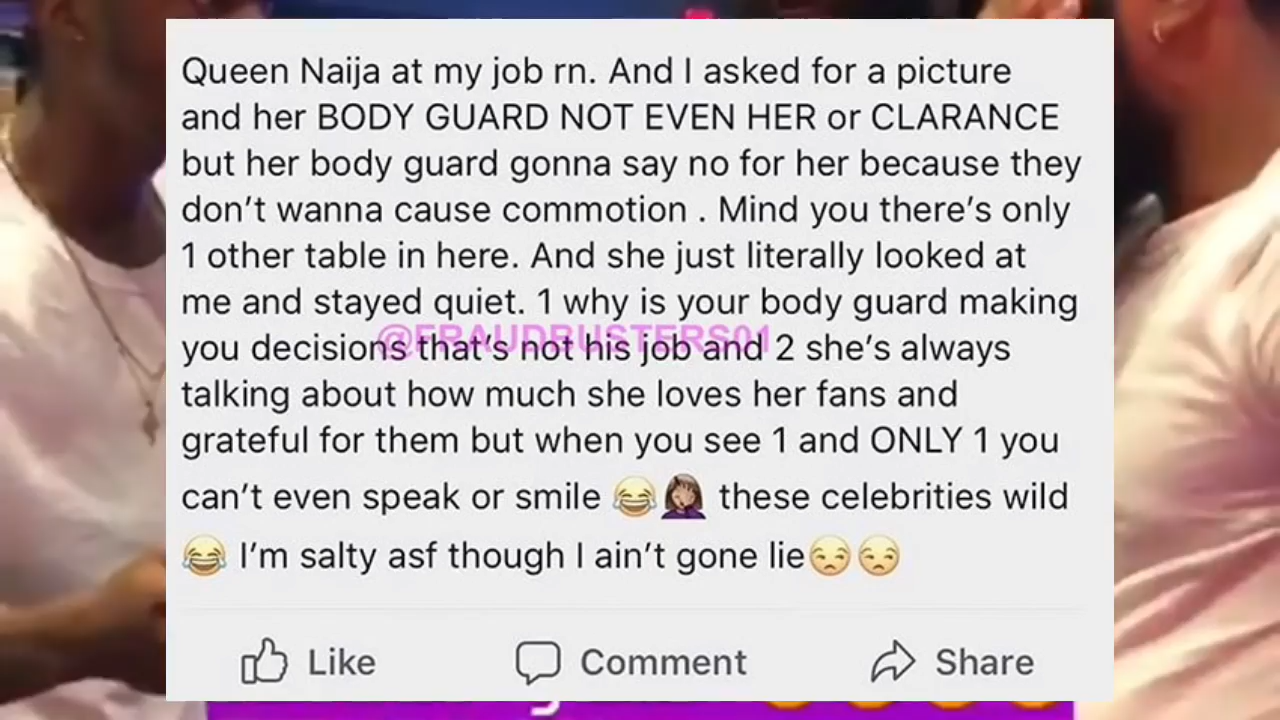 Queen Naija at my job rn. And I asked for a picture
and her BODY GUARD NOT EVEN HER or CLARANCE
but her body guard gonna say no for her because they
don't wanna cause commotion . Mind you there's only
1 other table in here. And she just literally looked at
me and stayed quiet. 1 why is your body guard making
@FRAUDBUSTERS01
you decisions that's not his job and 2 she's always
talking about how much she loves her fans and
grateful for them but when you see 1 and ONLY 1 you
can't even speak or smile 😂🤦🏾‍♀️ these celebrities wild
😂 I'm salty asf though I ain't gone lie😒😒
Like Comment Share